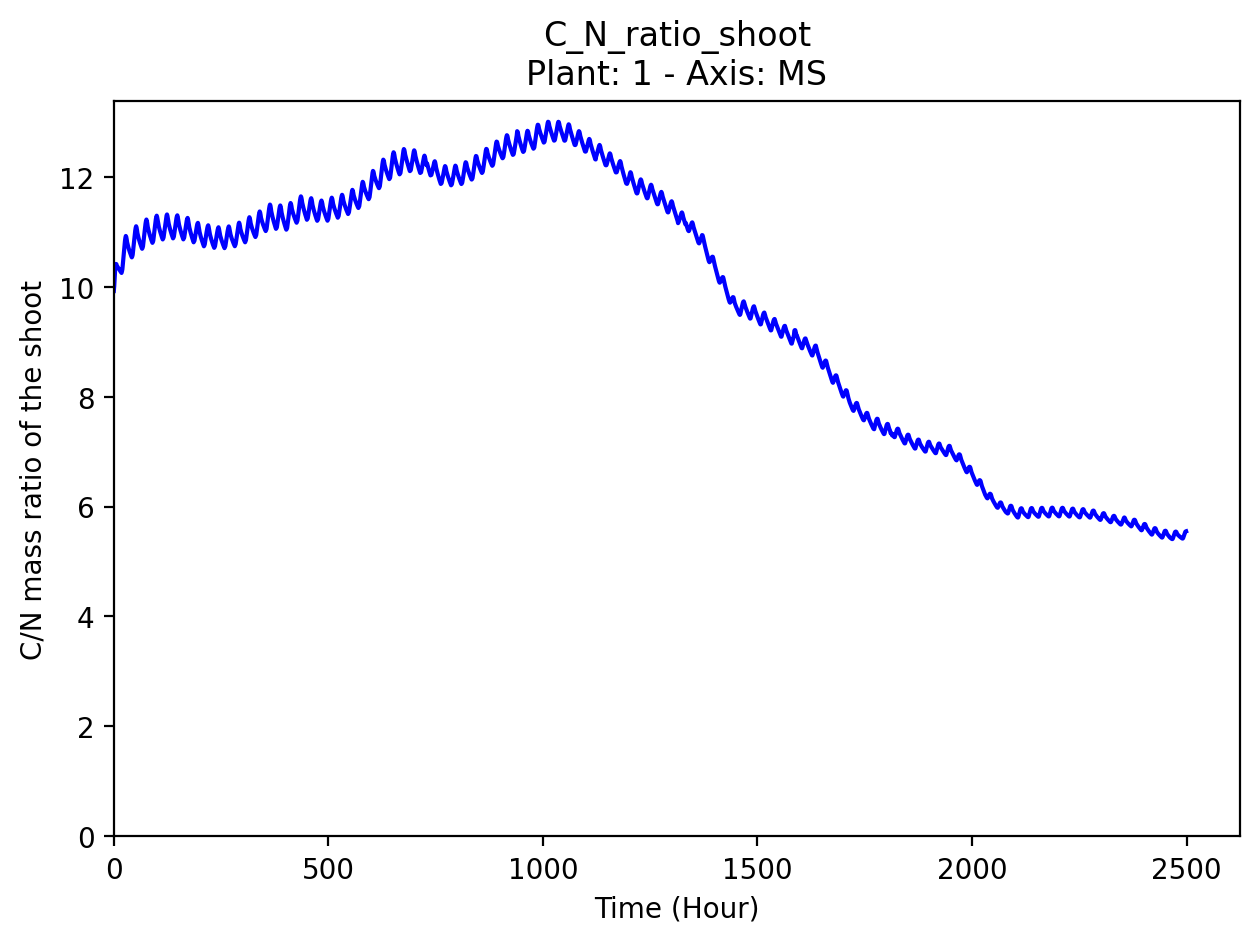 C_N_ratio_shoot
Plant: 1 - Axis: MS
C/N mass ratio of the shoot
12
10
8
6
4
2
0
0 500 1000 1500 2000 2500
Time (Hour)